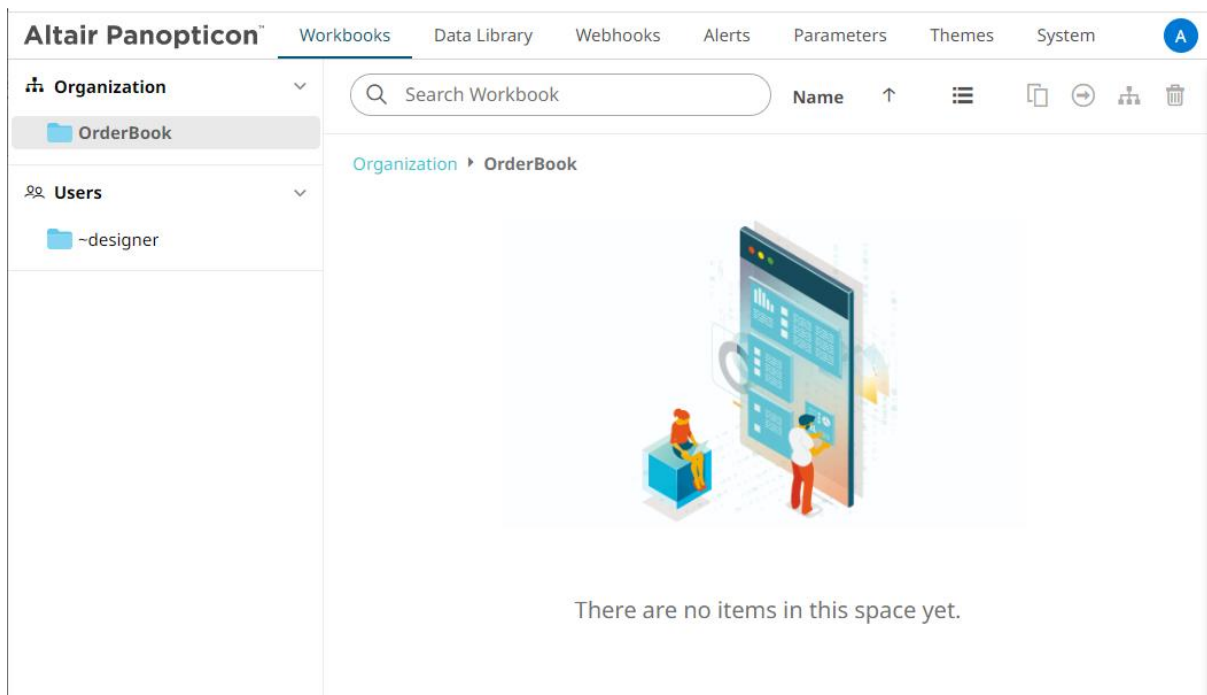 Altair Panopticon™ Workbooks Data Library Webhooks Alerts Parameters Themes System A
Organization
OrderBook
Users
~designer
Search Workbook Name
Organization OrderBook
There are no items in this space yet.